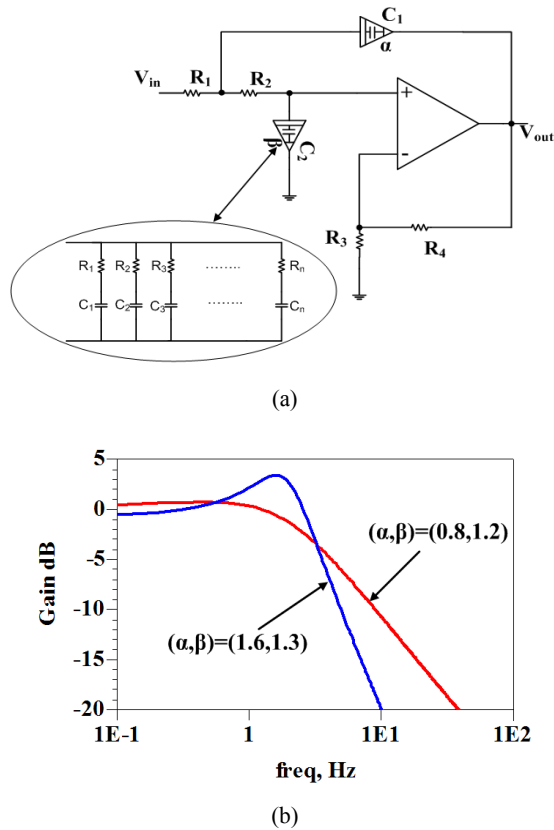 C₁
α
Vin
R₁
R₂
+
β
C₂
-
Vout
R₃
R₄
R₁
R₂
R₃
........
Rn
C₁
C₂
C₃
........
Cn
(a)
5
0
-5
-10
-15
-20
Gain dB
(α,β)=(0.8,1.2)
(α,β)=(1.6,1.3)
1E-1
1
1E1
1E2
freq, Hz
(b)